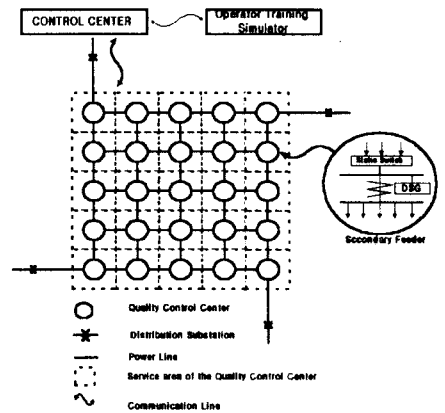 CONTROL CENTER
Operator Training
Simulator
Static Switch
DSG
Secondary Feeder
Quality Control Center
Distribution Substation
Power Line
Service area of the Quality Control Center
Communication Line